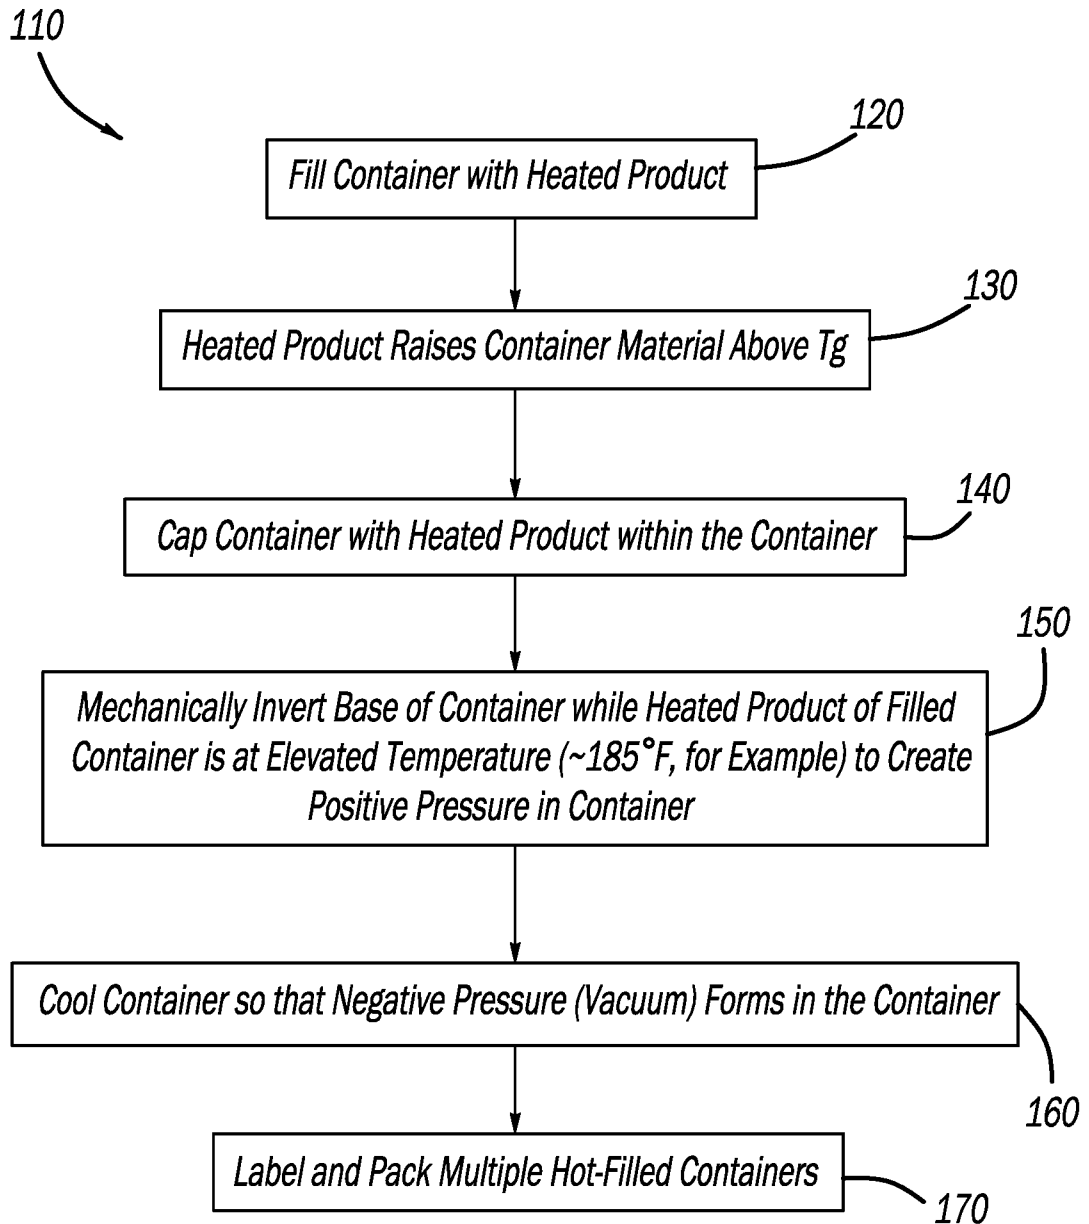 110
120
Fill Container with Heated Product
130
Heated Product Raises Container Material Above Tg
140
Cap Container with Heated Product within the Container
150
Mechanically Invert Base of Container while Heated Product of Filled
Container is at Elevated Temperature (~185°F, for Example) to Create
Positive Pressure in Container
Cool Container so that Negative Pressure (Vacuum) Forms in the Container
160
Label and Pack Multiple Hot-Filled Containers
170